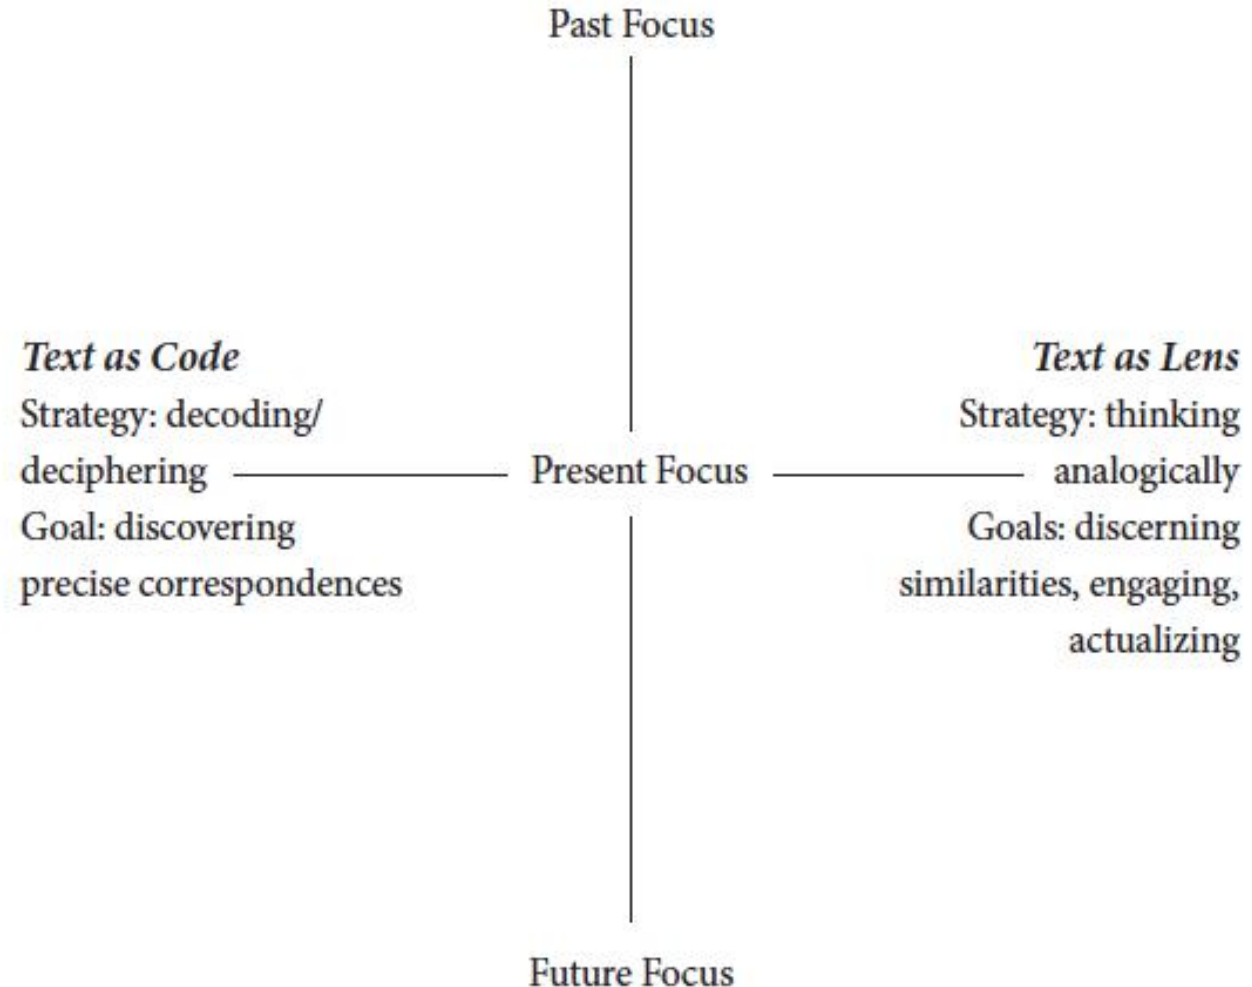 Past Focus
Text as Code
Strategy: decoding/
deciphering
Goal: discovering
precise correspondences
Present Focus
Text as Lens
Strategy: thinking
analogically
Goals: discerning
similarities, engaging,
actualizing
Future Focus